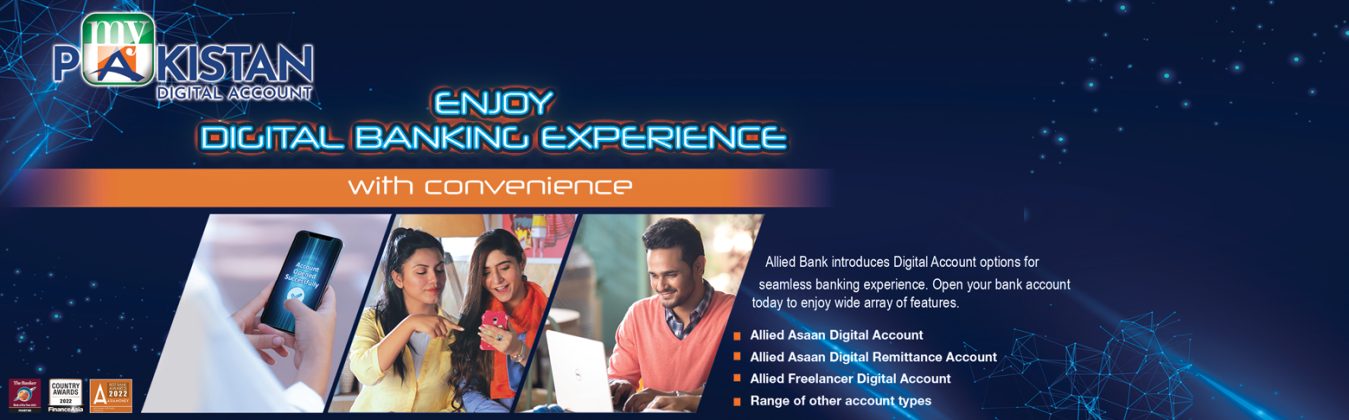 my
PAKISTAN
DIGITAL ACCOUNT
ENJOY
DIGITAL BANKING EXPERIENCE
with convenience
Account
Opened
Successfully
Allied Bank introduces Digital Account options for
seamless banking experience. Open your bank account
today to enjoy wide array of features.
Allied Asaan Digital Account
Allied Asaan Digital Remittance Account
Allied Freelancer Digital Account
Range of other account types
The Banker
COUNTRY
AWARDS
2022
FinanceAsia
2022
ASIAMONEY